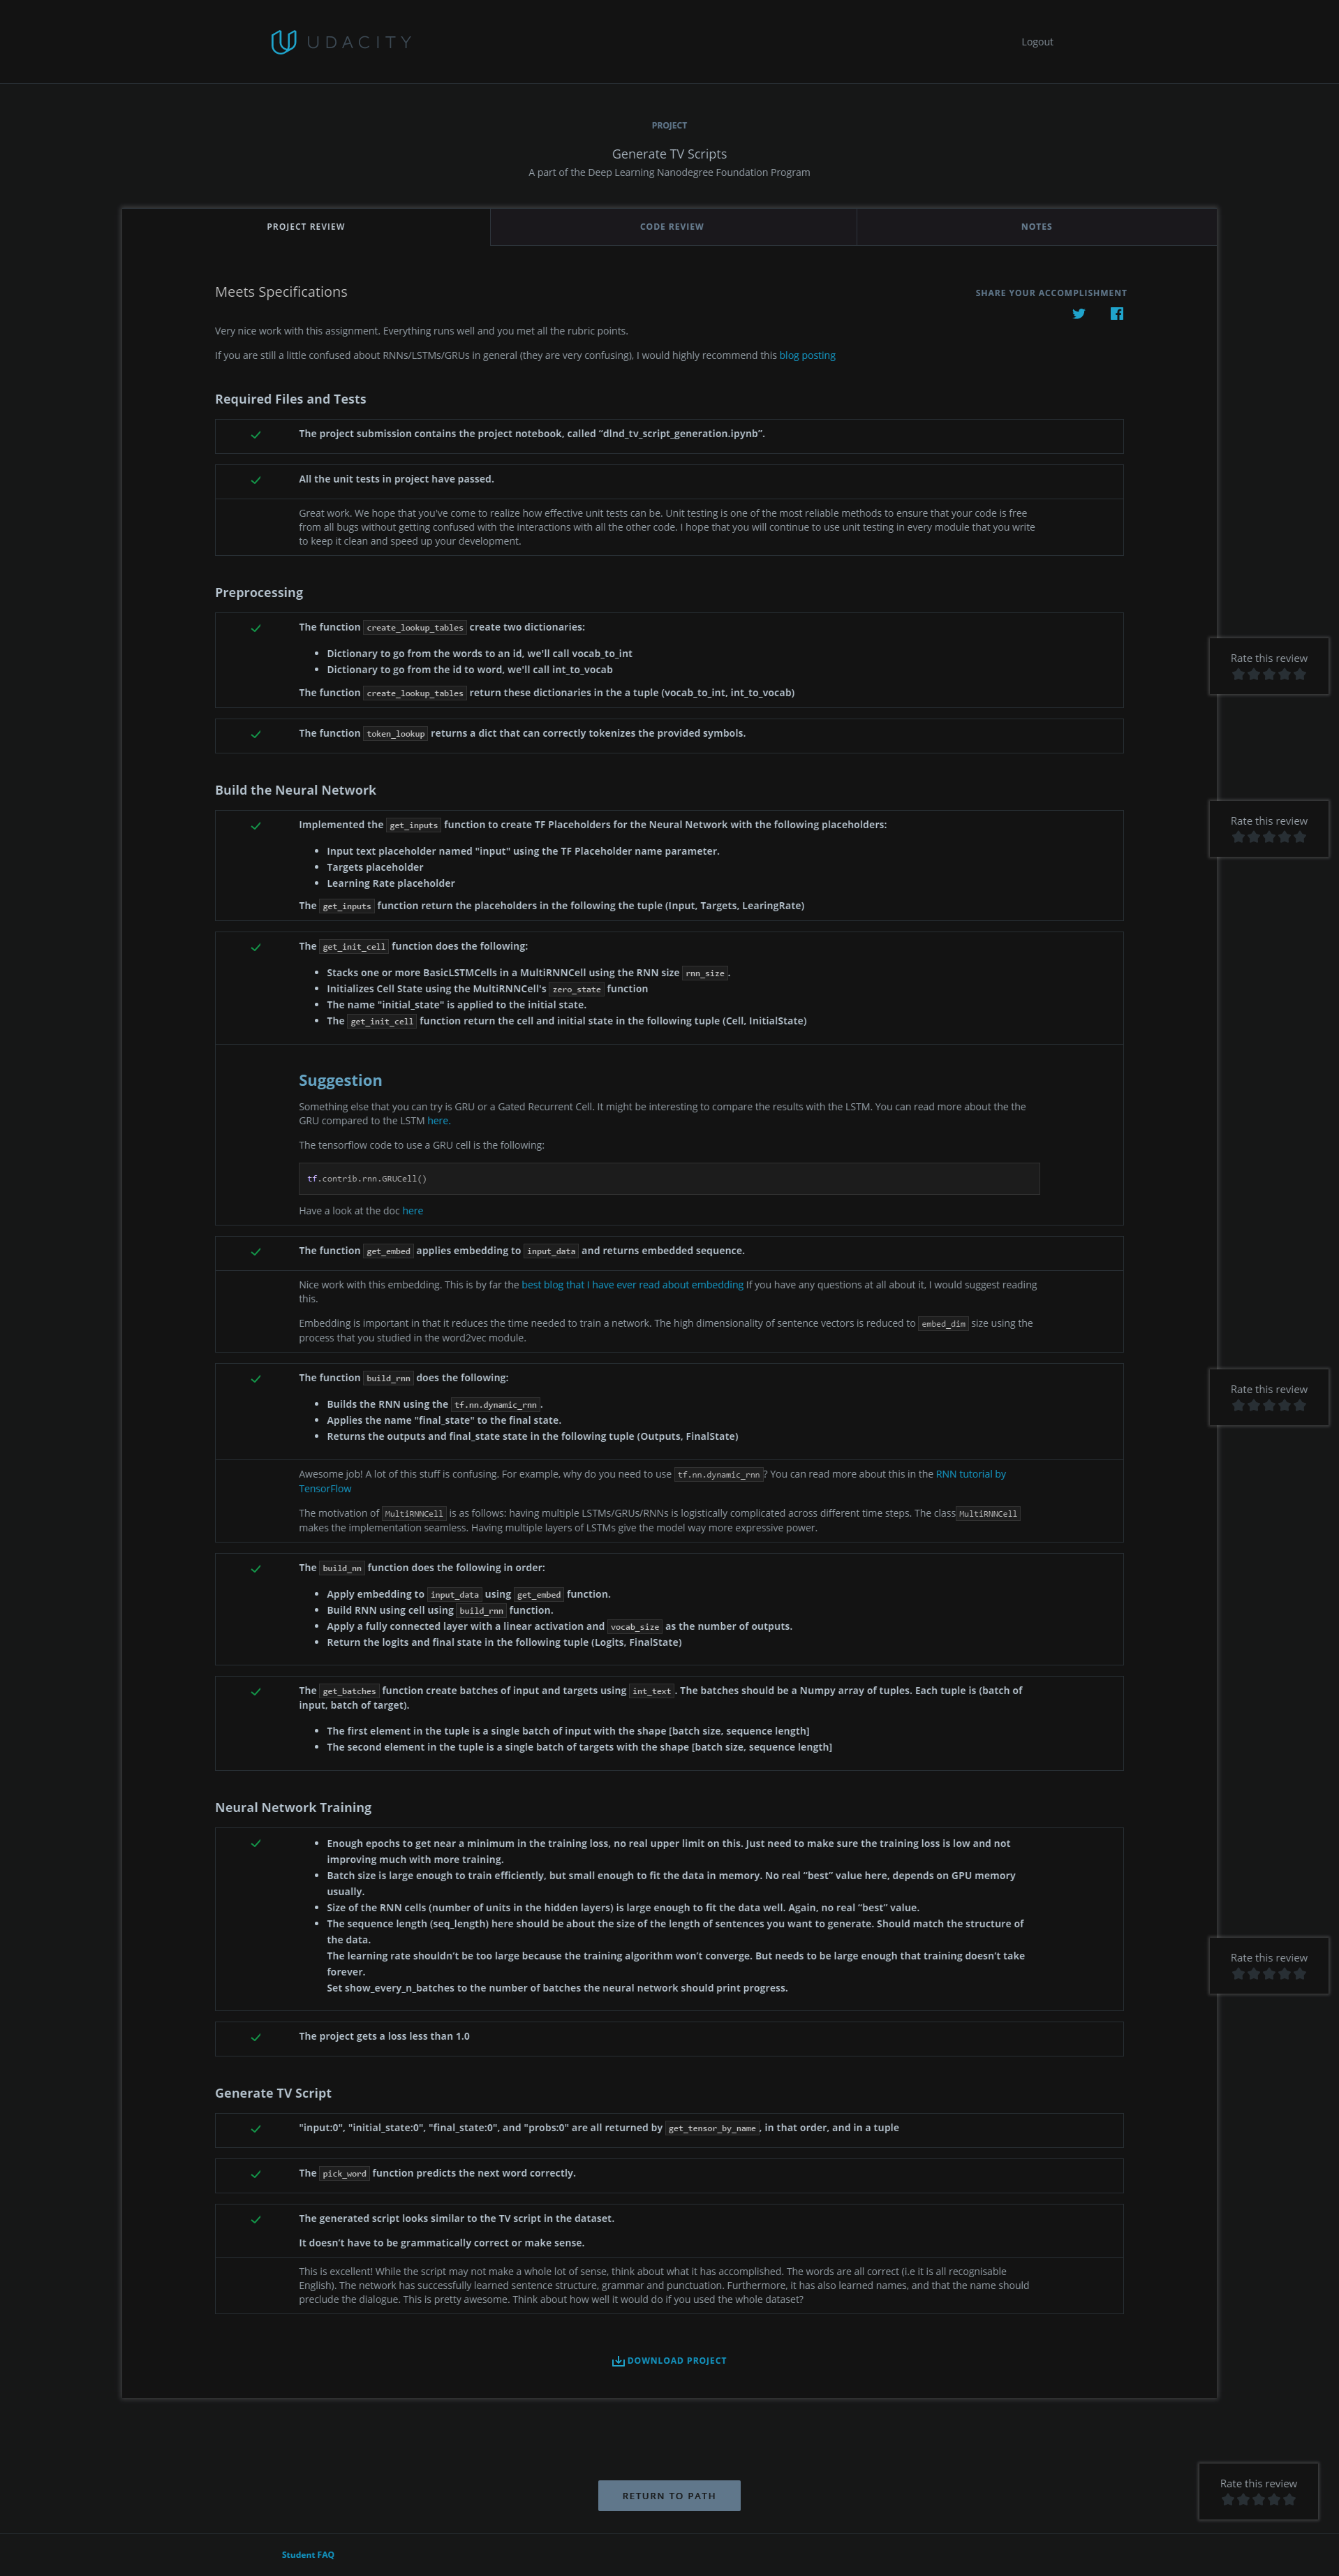 UDACITY
Logout
PROJECT
Generate TV Scripts
A part of the Deep Learning Nanodegree Foundation Program
PROJECT REVIEW
CODE REVIEW
NOTES
Meets Specifications
SHARE YOUR ACCOMPLISHMENT
Very nice work with this assignment. Everything runs well and you met all the rubric points.
If you are still a little confused about RNNs/LSTMs/GRUs in general (they are very confusing), I would highly recommend this blog posting
Required Files and Tests
The project submission contains the project notebook, called “dlnd_tv_script_generation.ipynb”.
All the unit tests in project have passed.
Great work. We hope that you've come to realize how effective unit tests can be. Unit testing is one of the most reliable methods to ensure that your code is free
from all bugs without getting confused with the interactions with all the other code. I hope that you will continue to use unit testing in every module that you write
to keep it clean and speed up your development.
Preprocessing
The function create_lookup_tables create two dictionaries:
• Dictionary to go from the words to an id, we'll call vocab_to_int
• Dictionary to go from the id to word, we'll call int_to_vocab
The function create_lookup_tables return these dictionaries in the a tuple (vocab_to_int, int_to_vocab)
Rate this review
The function token_lookup returns a dict that can correctly tokenizes the provided symbols.
Build the Neural Network
Rate this review
Implemented the get_inputs function to create TF Placeholders for the Neural Network with the following placeholders:
• Input text placeholder named "input" using the TF Placeholder name parameter.
• Targets placeholder
• Learning Rate placeholder
The get_inputs function return the placeholders in the following the tuple (Input, Targets, LearingRate)
The get_init_cell function does the following:
• Stacks one or more BasicLSTMCells in a MultiRNNCell using the RNN size rnn_size.
• Initializes Cell State using the MultiRNNCell's zero_state function
• The name "initial_state" is applied to the initial state.
• The get_init_cell function return the cell and initial state in the following tuple (Cell, InitialState)
Suggestion
Something else that you can try is GRU or a Gated Recurrent Cell. It might be interesting to compare the results with the LSTM. You can read more about the the
GRU compared to the LSTM here.
The tensorflow code to use a GRU cell is the following:
tf.contrib.rnn.GRUCell()
Have a look at the doc here
The function get_embed applies embedding to input_data and returns embedded sequence.
Nice work with this embedding. This is by far the best blog that I have ever read about embedding If you have any questions at all about it, I would suggest reading
this.
Embedding is important in that it reduces the time needed to train a network. The high dimensionality of sentence vectors is reduced to embed_dim size using the
process that you studied in the word2vec module.
The function build_rnn does the following:
Rate this review
• Builds the RNN using the tf.nn.dynamic_rnn.
• Applies the name "final_state" to the final state.
• Returns the outputs and final_state state in the following tuple (Outputs, FinalState)
Awesome job! A lot of this stuff is confusing. For example, why do you need to use tf.nn.dynamic_rnn? You can read more about this in the RNN tutorial by
TensorFlow
The motivation of MultiRNNCell is as follows: having multiple LSTMs/GRUs/RNNs is logistically complicated across different time steps. The class MultiRNNCell
makes the implementation seamless. Having multiple layers of LSTMs give the model way more expressive power.
The build_nn function does the following in order:
• Apply embedding to input_data using get_embed function.
• Build RNN using cell using build_rnn function.
• Apply a fully connected layer with a linear activation and vocab_size as the number of outputs.
• Return the logits and final state in the following tuple (Logits, FinalState)
The get_batches function create batches of input and targets using int_text. The batches should be a Numpy array of tuples. Each tuple is (batch of
input, batch of target).
• The first element in the tuple is a single batch of input with the shape [batch size, sequence length]
• The second element in the tuple is a single batch of targets with the shape [batch size, sequence length]
Neural Network Training
• Enough epochs to get near a minimum in the training loss, no real upper limit on this. Just need to make sure the training loss is low and not
improving much with more training.
• Batch size is large enough to train efficiently, but small enough to fit the data in memory. No real “best” value here, depends on GPU memory
usually.
• Size of the RNN cells (number of units in the hidden layers) is large enough to fit the data well. Again, no real “best” value.
• The sequence length (seq_length) here should be about the size of the length of sentences you want to generate. Should match the structure of
the data.
The learning rate shouldn’t be too large because the training algorithm won’t converge. But needs to be large enough that training doesn’t take
forever.
Set show_every_n_batches to the number of batches the neural network should print progress.
Rate this review
The project gets a loss less than 1.0
Generate TV Script
"input:0", "initial_state:0", "final_state:0", and "probs:0" are all returned by get_tensor_by_name, in that order, and in a tuple
The pick_word function predicts the next word correctly.
The generated script looks similar to the TV script in the dataset.
It doesn’t have to be grammatically correct or make sense.
This is excellent! While the script may not make a whole lot of sense, think about what it has accomplished. The words are all correct (i.e it is all recognisable
English). The network has successfully learned sentence structure, grammar and punctuation. Furthermore, it has also learned names, and that the name should
preclude the dialogue. This is pretty awesome. Think about how well it would do if you used the whole dataset?
DOWNLOAD PROJECT
RETURN TO PATH
Rate this review
Student FAQ